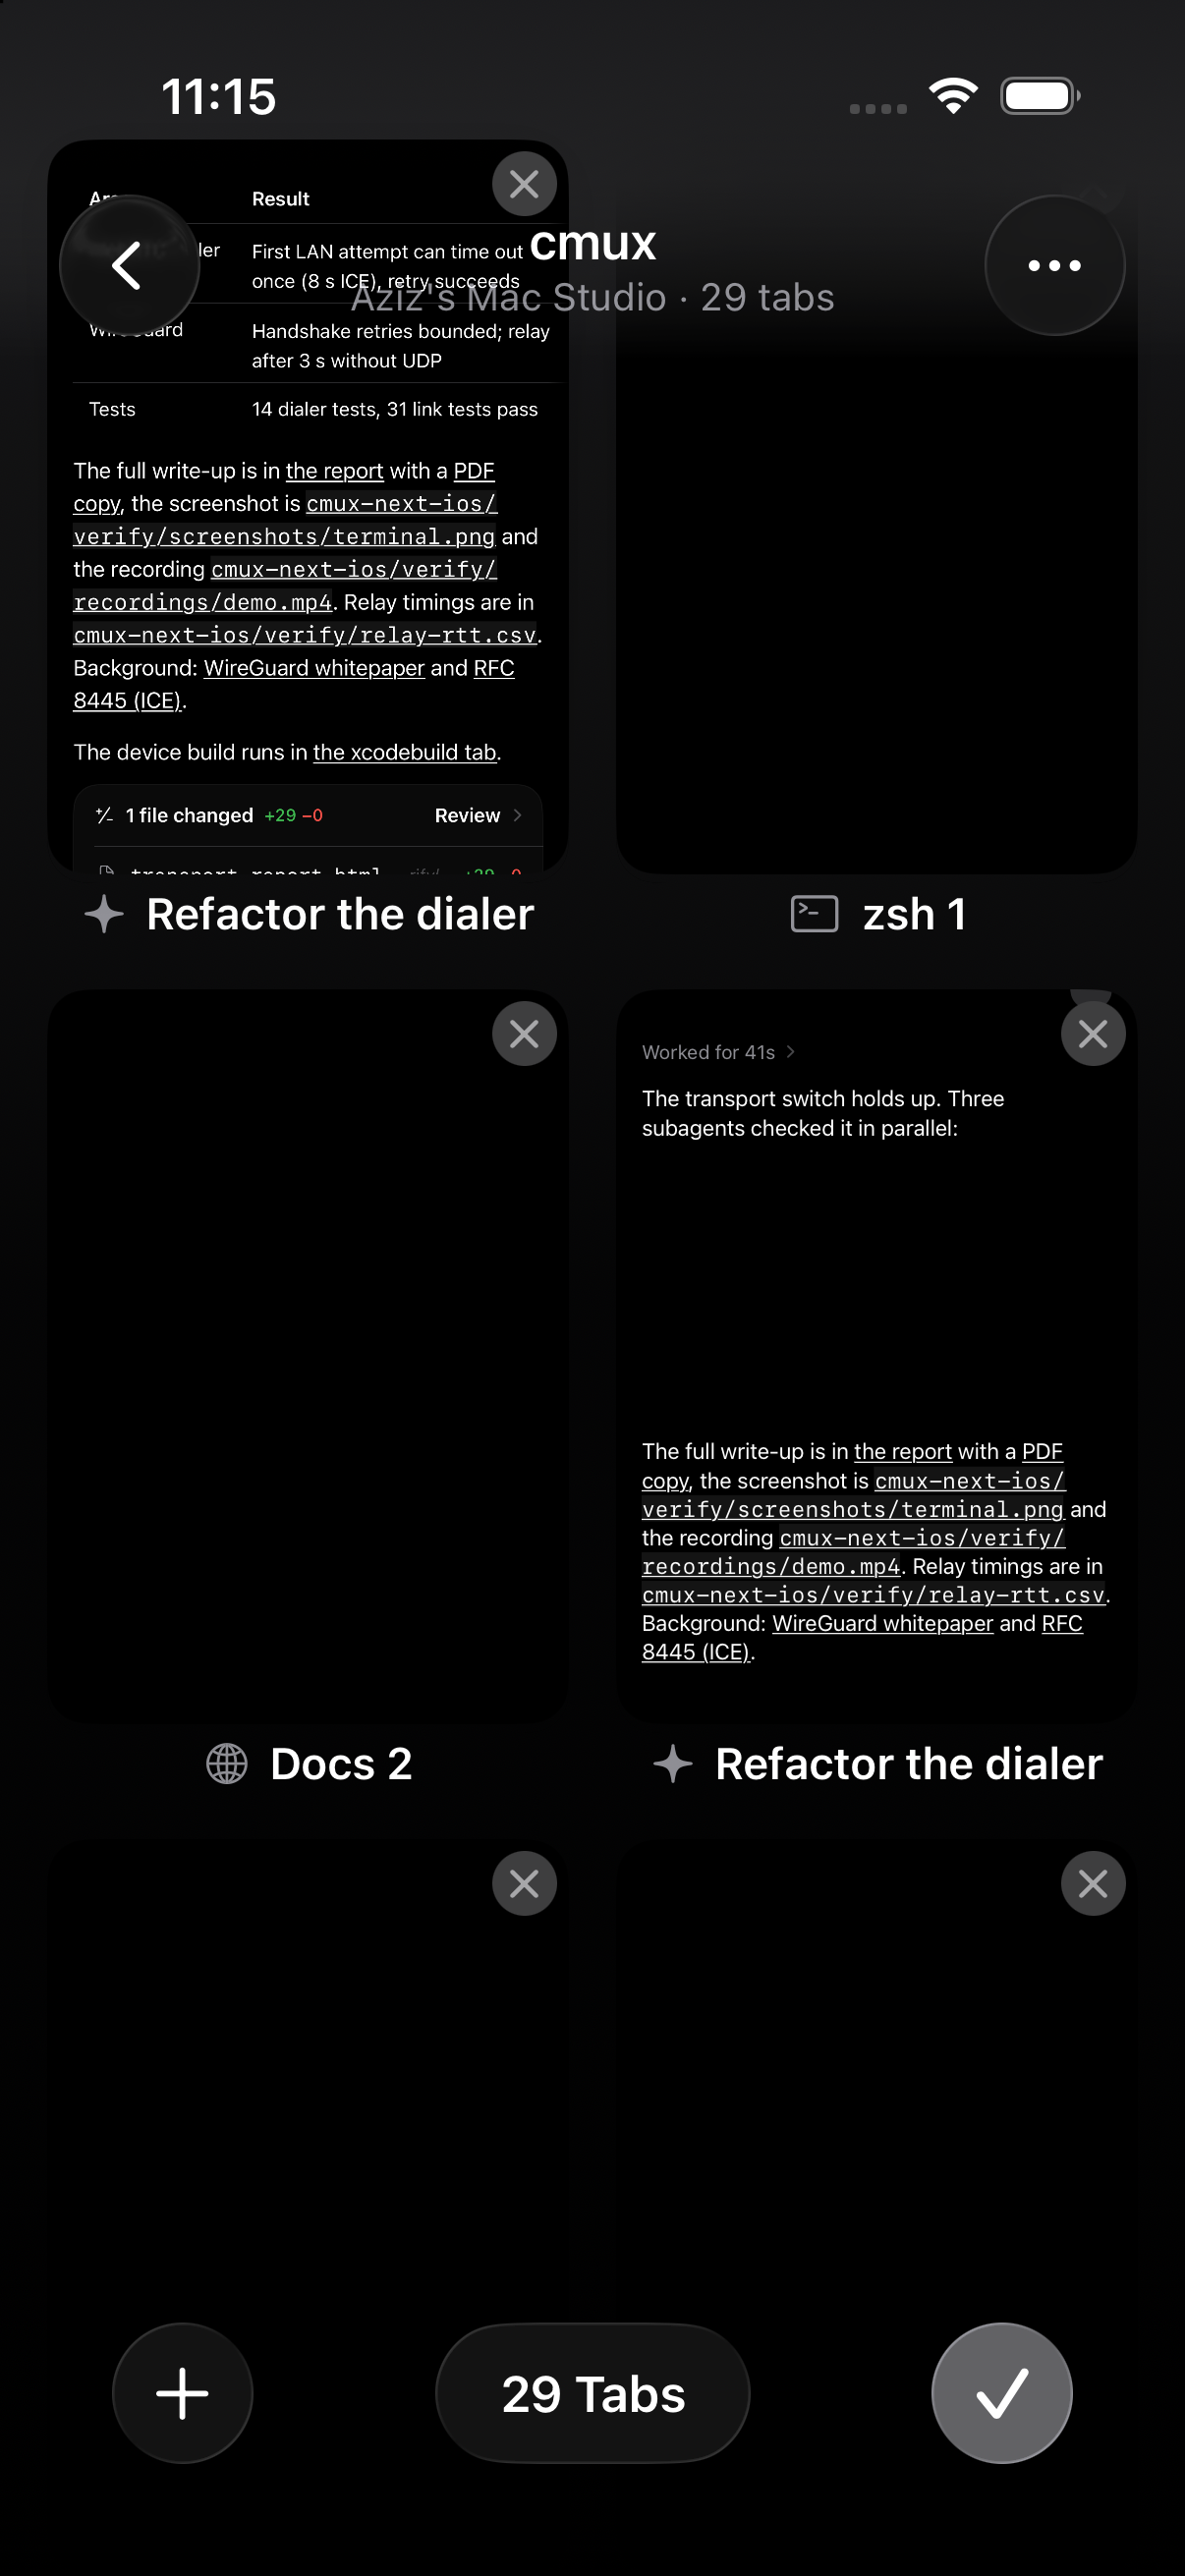 11:15
cmux
Aziz's Mac Studio · 29 tabs
Result
First LAN attempt can time out
once (8 s ICE), retry succeeds
WireGuard
Handshake retries bounded; relay
after 3 s without UDP
Tests
14 dialer tests, 31 link tests pass
The full write-up is in the report with a PDF
copy, the screenshot is cmux-next-ios/
verify/screenshots/terminal.png and
the recording cmux-next-ios/verify/
recordings/demo.mp4. Relay timings are in
cmux-next-ios/verify/relay-rtt.csv.
Background: WireGuard whitepaper and RFC
8445 (ICE).
The device build runs in the xcodebuild tab.
1 file changed +29 −0
Review
Refactor the dialer
zsh 1
Worked for 41s
The transport switch holds up. Three
subagents checked it in parallel:
The full write-up is in the report with a PDF
copy, the screenshot is cmux-next-ios/
verify/screenshots/terminal.png and
the recording cmux-next-ios/verify/
recordings/demo.mp4. Relay timings are in
cmux-next-ios/verify/relay-rtt.csv.
Background: WireGuard whitepaper and RFC
8445 (ICE).
Docs 2
Refactor the dialer
29 Tabs